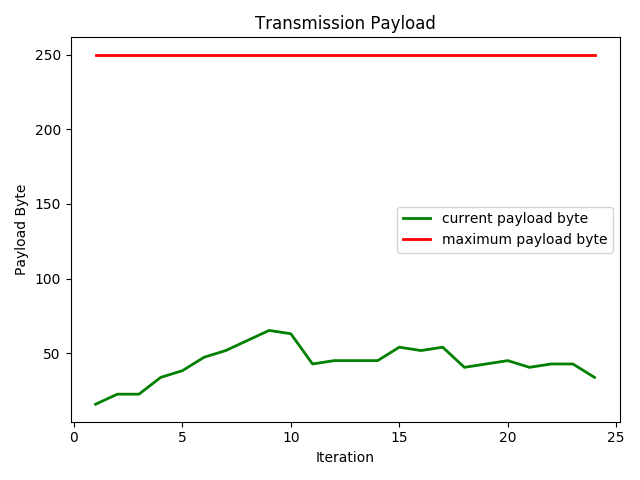 Transmission Payload
250
200
150
100
50
Payload Byte
current payload byte
maximum payload byte
0
5
10
15
20
25
Iteration